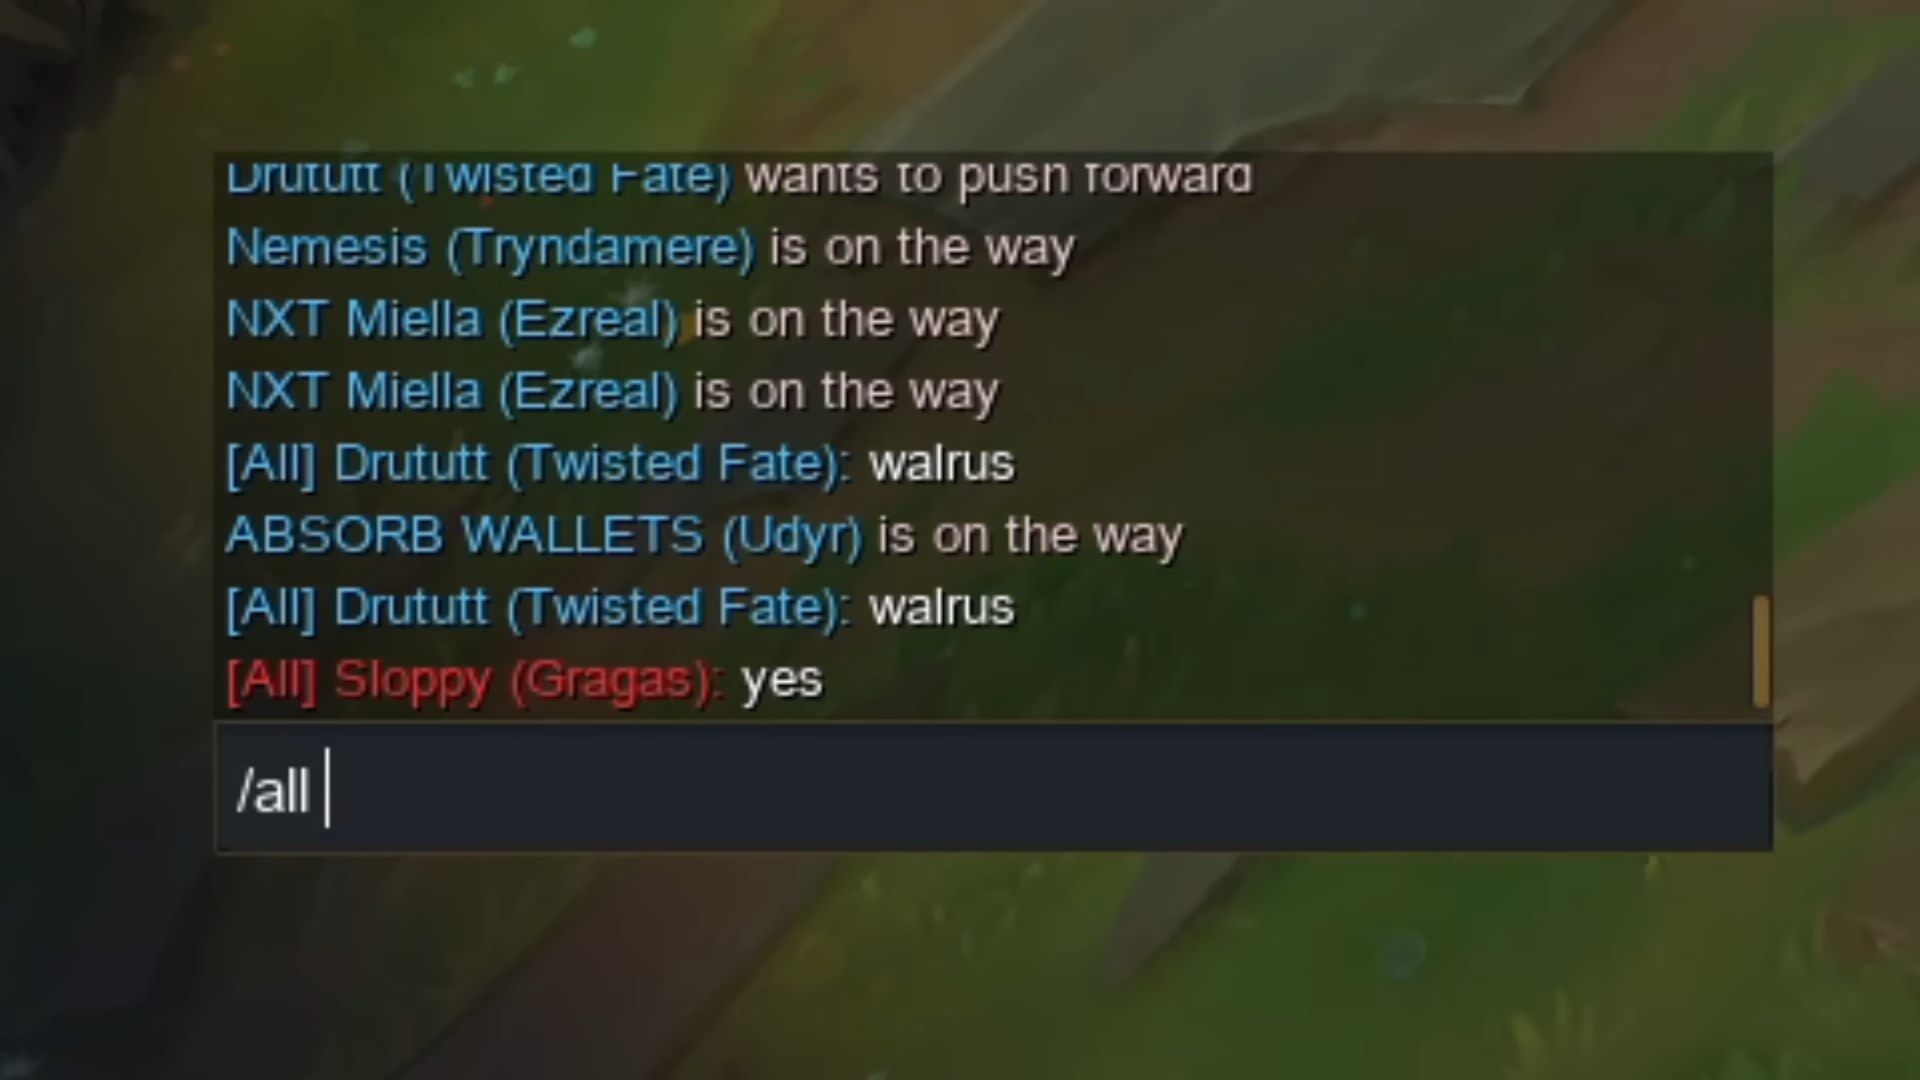 Drututt (Twisted Fate) wants to push forward
Nemesis (Tryndamere) is on the way
NXT Miella (Ezreal) is on the way
NXT Miella (Ezreal) is on the way
[All] Drututt (Twisted Fate): walrus
ABSORB WALLETS (Udyr) is on the way
[All] Drututt (Twisted Fate): walrus
[All] Sloppy (Gragas): yes
/all